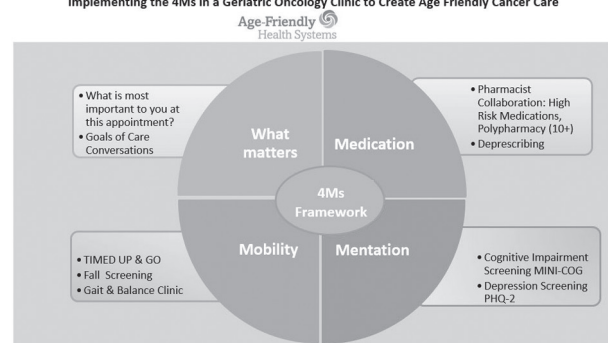 Implementing the 4Ms in a Geriatric Oncology Clinic to Create Age Friendly Cancer Care
Age-Friendly
Health Systems
• What is most
important to you at
this appointment?
• Goals of Care
Conversations
What
matters
Medication
• Pharmacist
Collaboration: High
Risk Medications,
Polypharmacy (10+)
• Deprescribing
4Ms
Framework
• TIMED UP & GO
• Fall Screening
• Gait & Balance Clinic
Mobility
Mentation
• Cognitive Impairment
Screening MINI-COG
• Depression Screening
PHQ-2